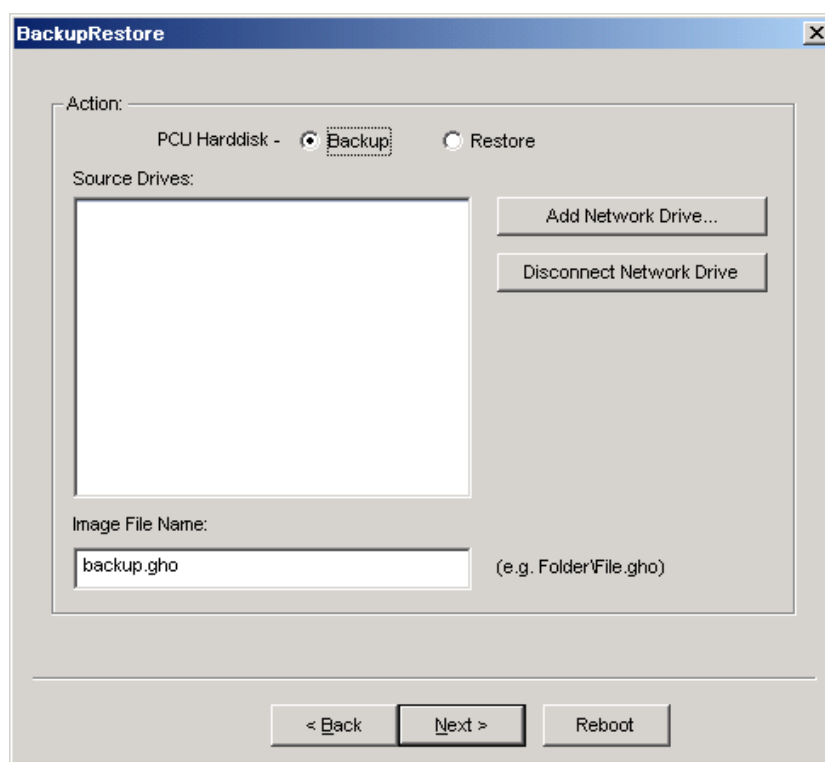 BackupRestore
Action:
PCU Harddisk - Backup Restore
Source Drives:
Add Network Drive...
Disconnect Network Drive
Image File Name:
backup.gho (e.g. Folder\File.gho)
< Back Next > Reboot